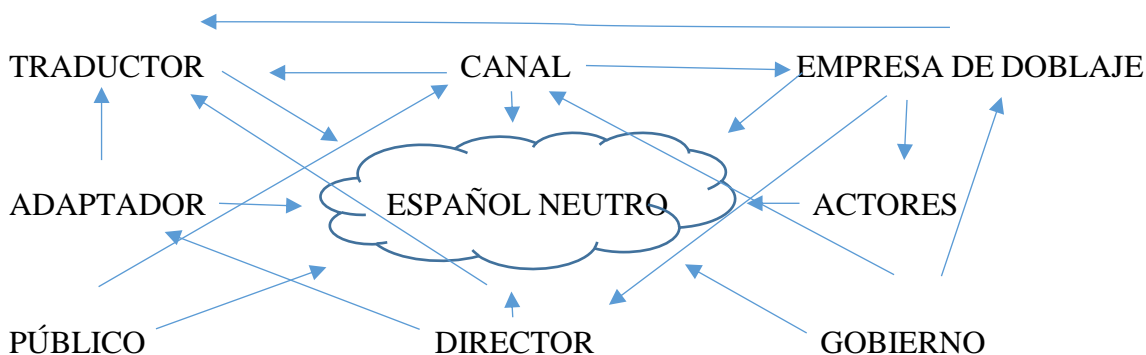 TRADUCTOR CANAL EMPRESA DE DOBLAJE
ADAPTADOR ESPAÑOL NEUTRO ACTORES
PÚBLICO DIRECTOR GOBIERNO